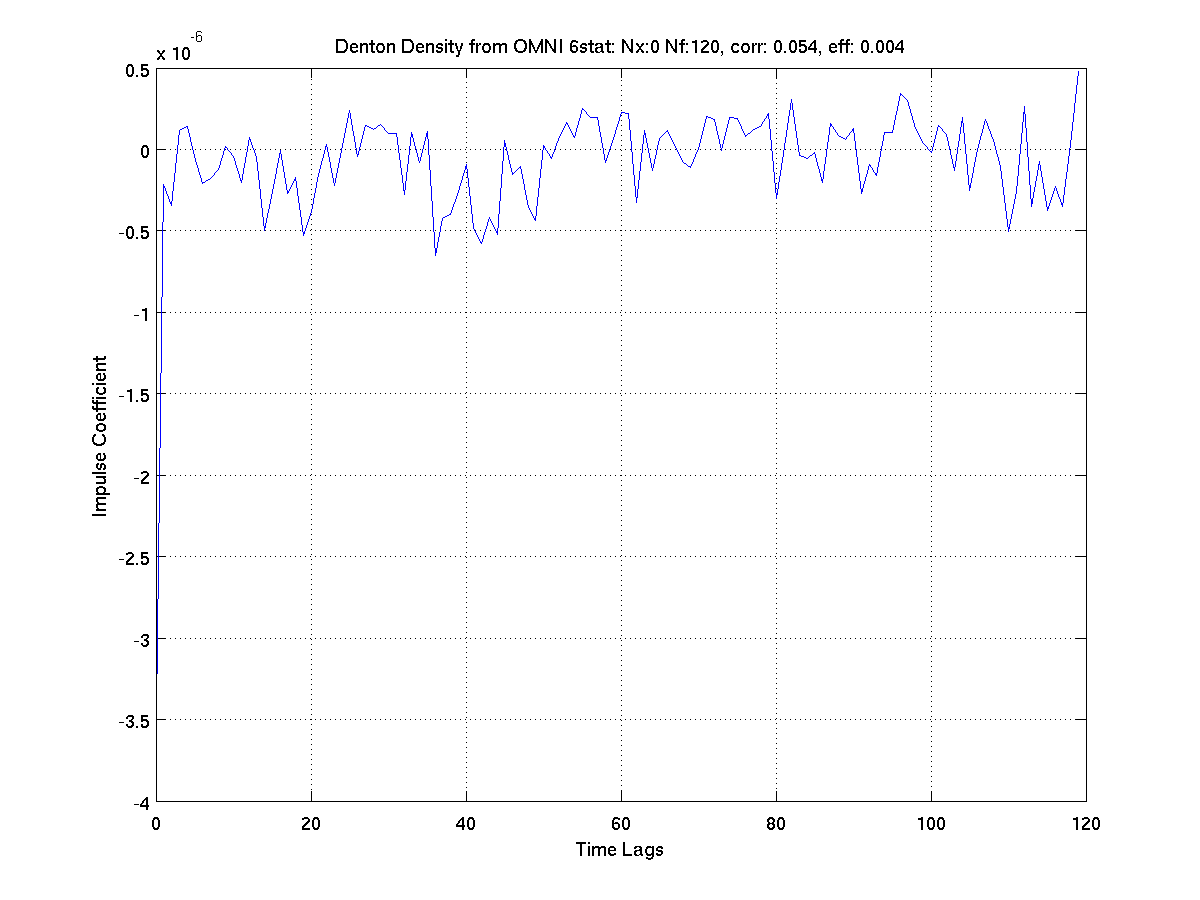 Denton Density from OMNI 6stat: Nx:0 Nf:120, corr: 0.054, eff: 0.004
x 10^-6
0.5
0
-0.5
-1
-1.5
-2
-2.5
-3
-3.5
-4
Impulse Coefficient
0 20 40 60 80 100 120
Time Lags